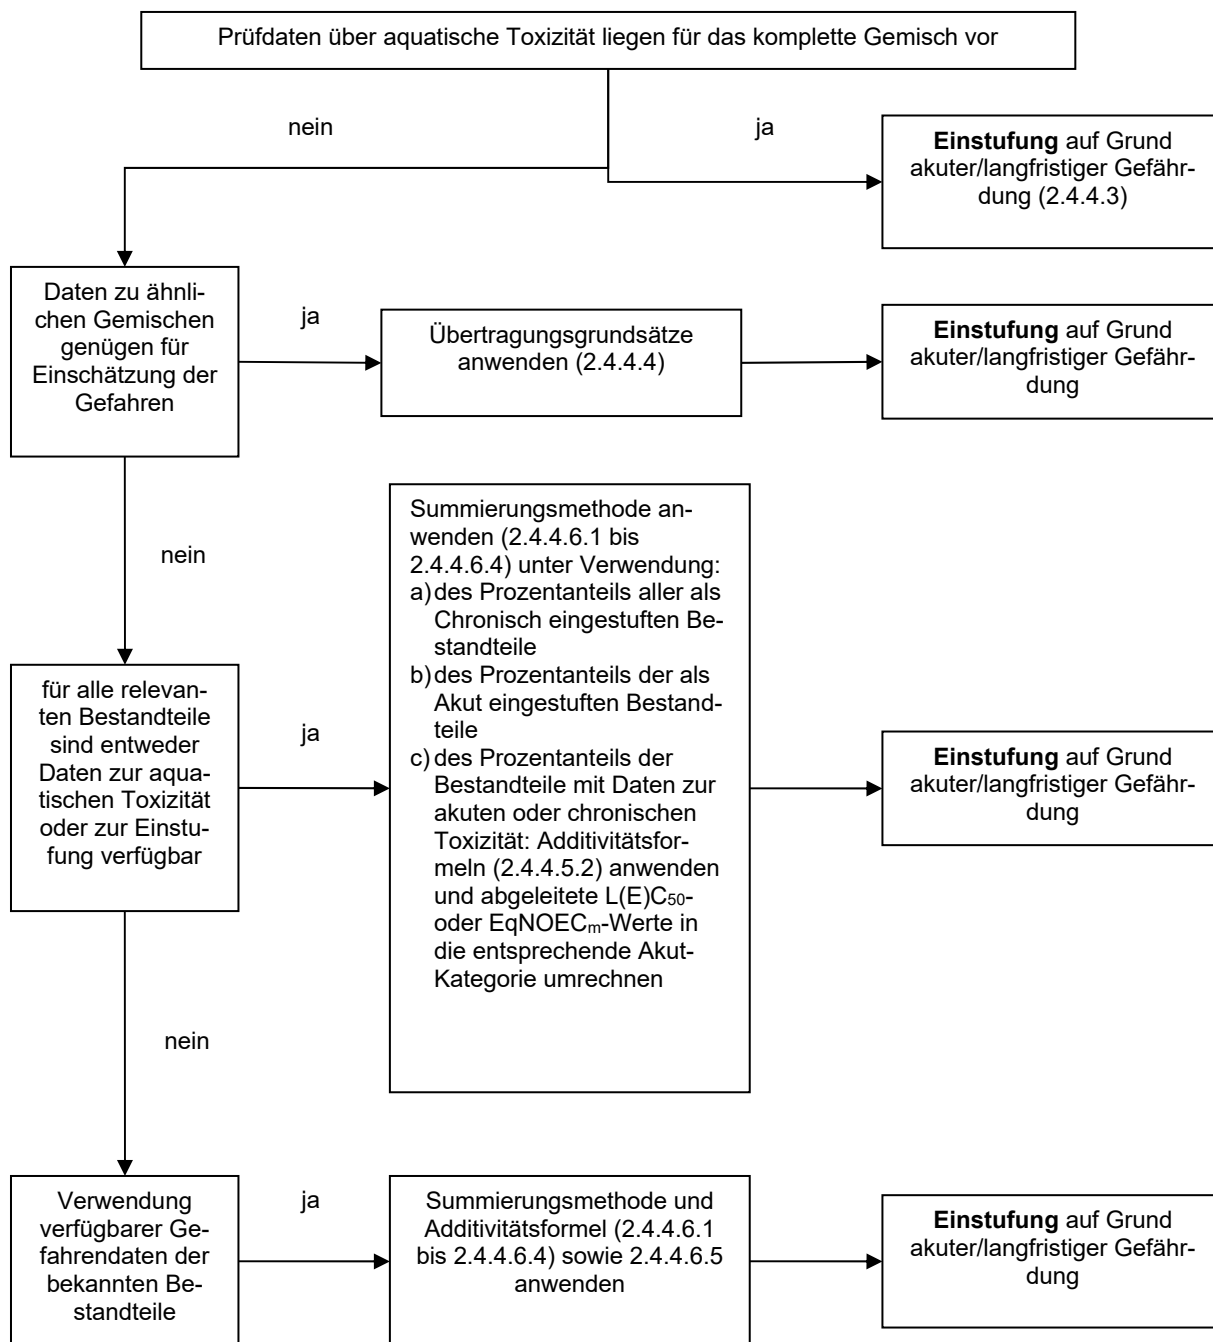 Prüfdaten über aquatische Toxizität liegen für das komplette Gemisch vor
nein
ja
Einstufung auf Grund
akuter/langfristiger Gefähr-
dung (2.4.4.3)
Daten zu ähnli-
chen Gemischen
genügen für
Einschätzung der
Gefahren
ja
Übertragungsgrundsätze
anwenden (2.4.4.4)
Einstufung auf Grund
akuter/langfristiger Gefähr-
dung
nein
für alle relevan-
ten Bestandteile
sind entweder
Daten zur aqua-
tischen Toxizität
oder zur Einstu-
fung verfügbar
ja
Summierungsmethode an-
wenden (2.4.4.6.1 bis
2.4.4.6.4) unter Verwendung:
a) des Prozentanteils aller als
Chronisch eingestuften Be-
standteile
b) des Prozentanteils der als
Akut eingestuften Bestand-
teile
c) des Prozentanteils der
Bestandteile mit Daten zur
akuten oder chronischen
Toxizität: Additivitätsfor-
meln (2.4.4.5.2) anwenden
und abgeleitete L(E)C₅₀-
oder EqNOECₘ-Werte in
die entsprechende Akut-
Kategorie umrechnen
Einstufung auf Grund
akuter/langfristiger Gefähr-
dung
nein
Verwendung
verfügbarer Ge-
fahrendaten der
bekannten Be-
standteile
ja
Summierungsmethode und
Additivitätsformel (2.4.4.6.1
bis 2.4.4.6.4) sowie 2.4.4.6.5
anwenden
Einstufung auf Grund
akuter/langfristiger Gefähr-
dung